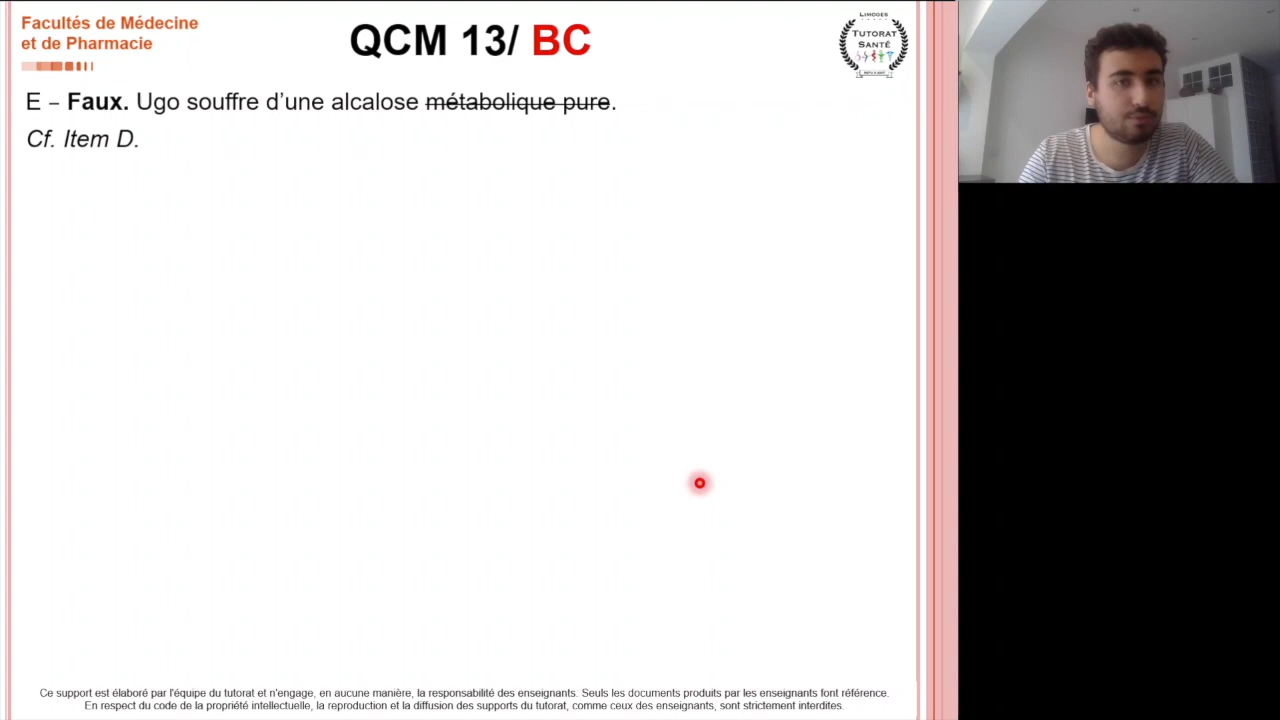 Facultés de Médecine
et de Pharmacie
QCM 13/ BC
LIMOGES
TUTORAT
SANTÉ
E – Faux. Ugo souffre d'une alcalose métabolique pure.
Cf. Item D.
Ce support est élaboré par l'équipe du tutorat et n'engage, en aucune manière, la responsabilité des enseignants. Seuls les documents produits par les enseignants font référence.
En respect du code de la propriété intellectuelle, la reproduction et la diffusion des supports du tutorat, comme ceux des enseignants, sont strictement interdites.